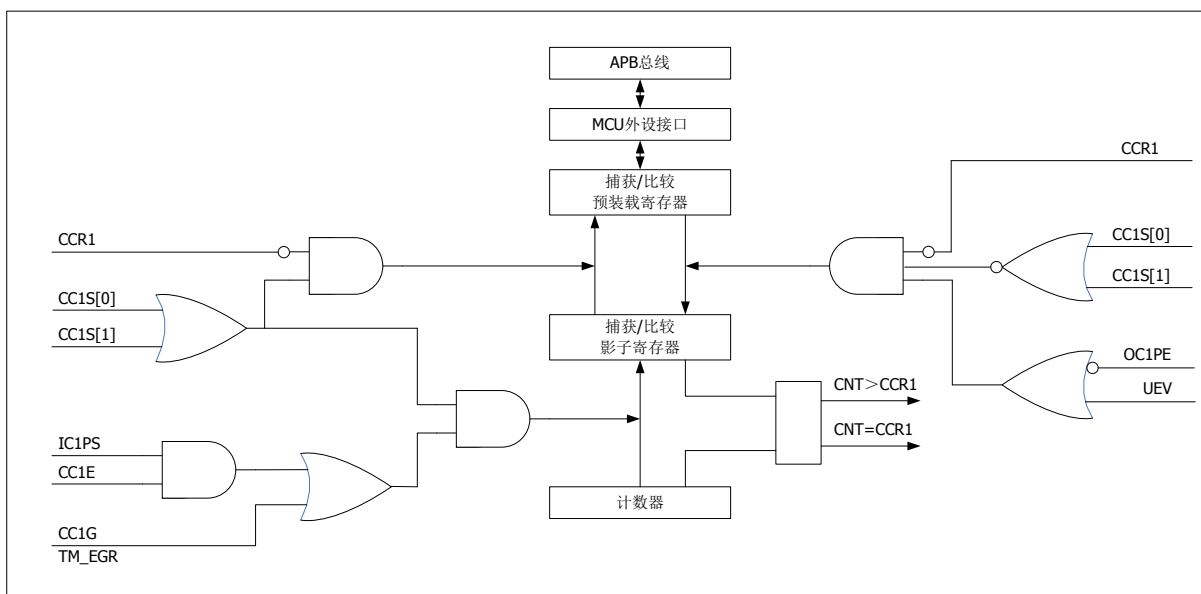 APB总线
MCU外设接口
捕获/比较
预装载寄存器
CCR1
CC1S[0]
CC1S[1]
IC1PS
CC1E
CC1G
TM_EGR
捕获/比较
影子寄存器
计数器
CNT＞CCR1
CNT=CCR1
CCR1
CC1S[0]
CC1S[1]
OC1PE
UEV